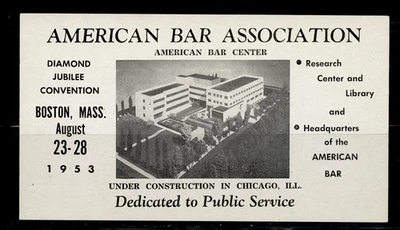 AMERICAN BAR ASSOCIATION
AMERICAN BAR CENTER
DIAMOND
JUBILEE
CONVENTION
BOSTON, MASS.
August
23-28
1953
• Research
Center and
Library
and
• Headquarters
of the
AMERICAN
BAR
UNDER CONSTRUCTION IN CHICAGO, ILL.
Dedicated to Public Service